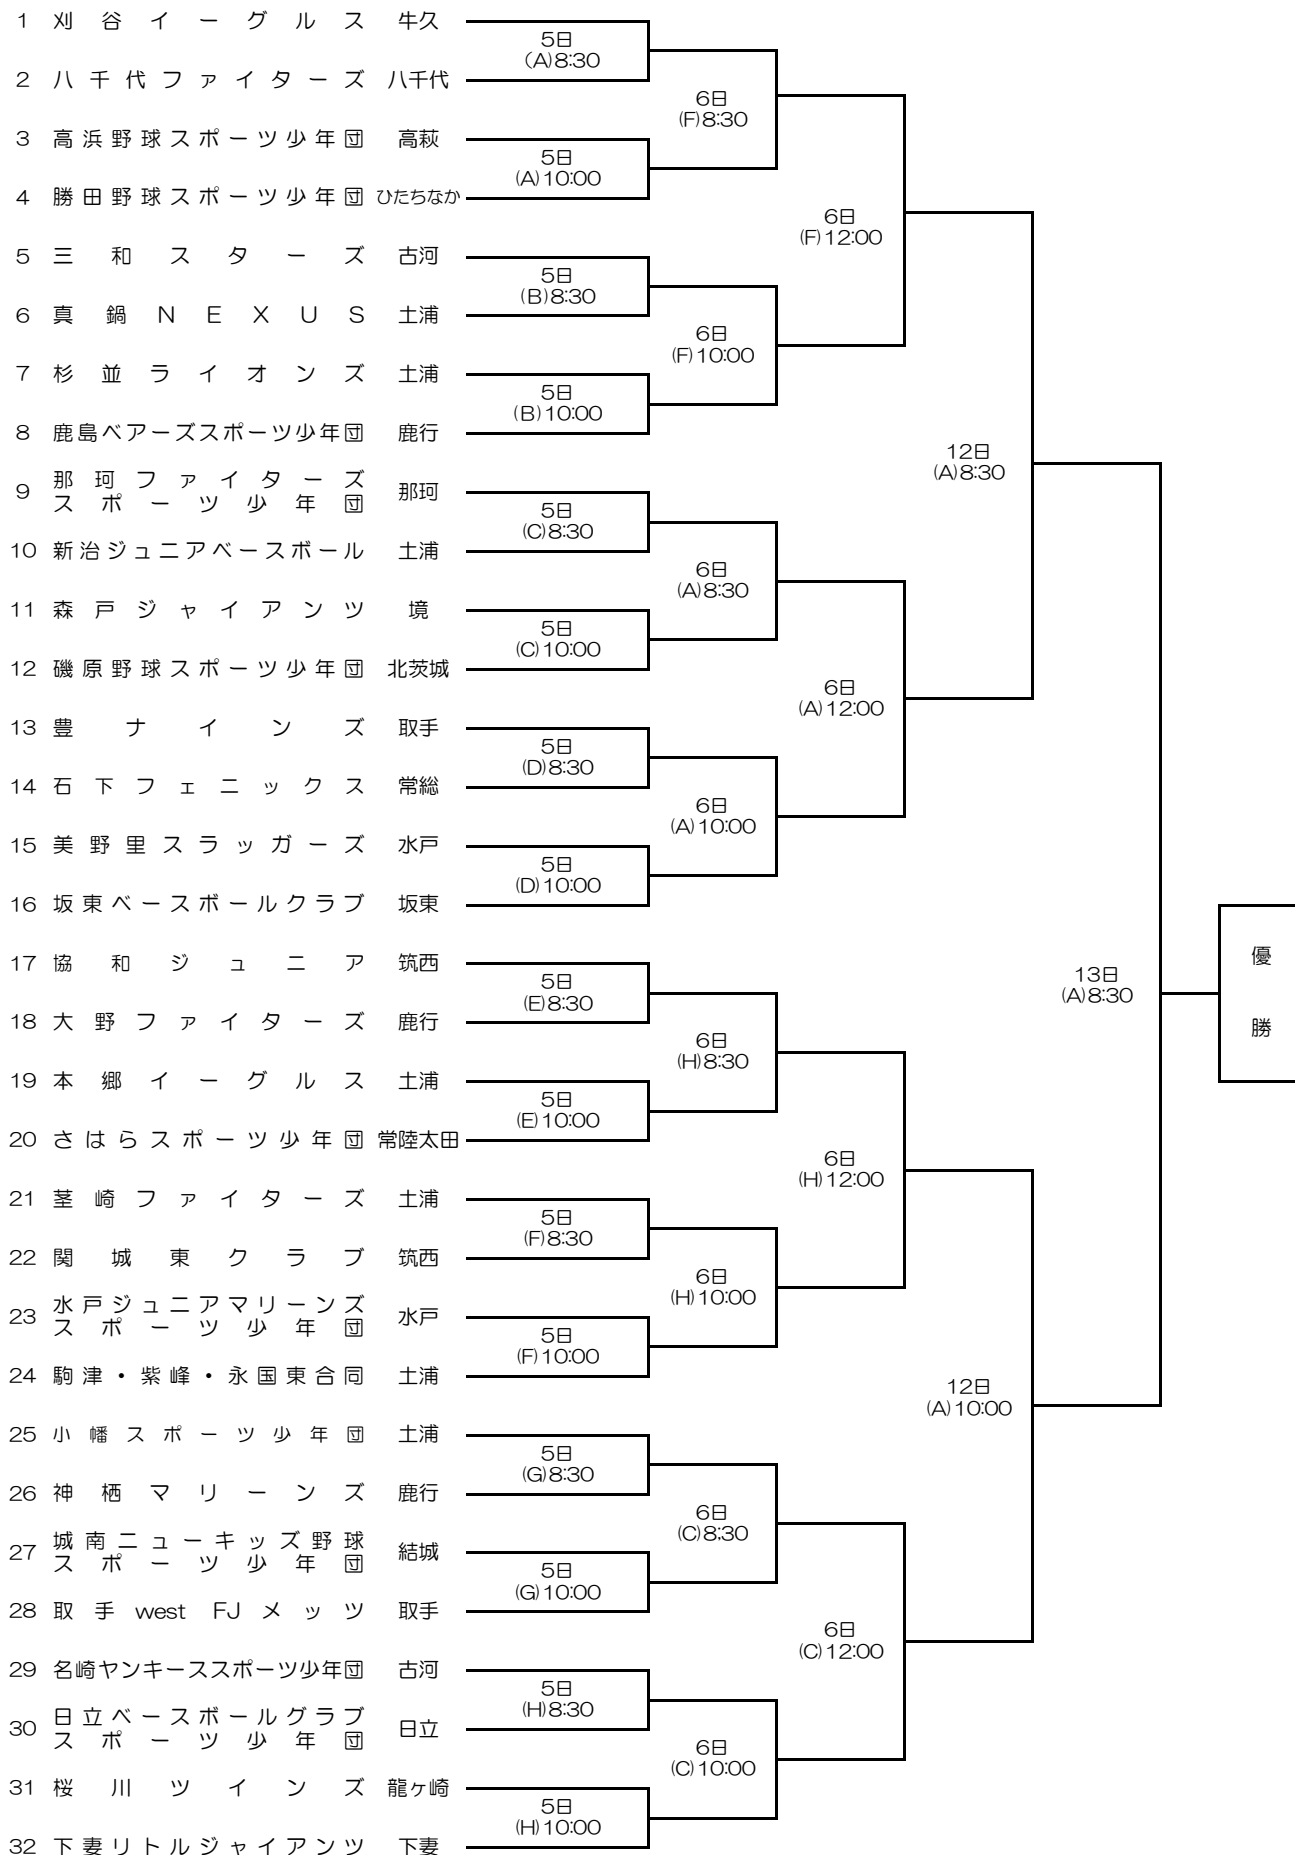 1 刈谷イーグルス 牛久
5日
(A)8:30
2 八千代ファイターズ 八千代
6日
(F)8:30
3 高浜野球スポーツ少年団 高萩
5日
(A)10:00
4 勝田野球スポーツ少年団 ひたちなか
6日
(F)12:00
5 三和スターズ 古河
5日
(B)8:30
6 真鍋NEXUS 土浦
6日
(F)10:00
7 杉並ライオンズ 土浦
5日
(B)10:00
8 鹿島ベアーズスポーツ少年団 鹿行
12日
(A)8:30
9 那珂ファイターズ
スポーツ少年団 那珂
5日
(C)8:30
10 新治ジュニアベースボール 土浦
6日
(A)8:30
11 森戸ジャイアンツ 境
5日
(C)10:00
12 磯原野球スポーツ少年団 北茨城
6日
(A)12:00
13 豊ナインズ 取手
5日
(D)8:30
14 石下フェニックス 常総
6日
(A)10:00
15 美野里スラッガーズ 水戸
5日
(D)10:00
16 坂東ベースボールクラブ 坂東
17 協和ジュニア 筑西
5日
(E)8:30
13日
(A)8:30
優
勝
18 大野ファイターズ 鹿行
6日
(H)8:30
19 本郷イーグルス 土浦
5日
(E)10:00
20 さはらスポーツ少年団 常陸太田
6日
(H)12:00
21 茎崎ファイターズ 土浦
5日
(F)8:30
22 関城東クラブ 筑西
6日
(H)10:00
23 水戸ジュニアマリーンズ
スポーツ少年団 水戸
5日
(F)10:00
24 駒津・紫峰・永国東合同 土浦
12日
(A)10:00
25 小幡スポーツ少年団 土浦
5日
(G)8:30
26 神栖マリーンズ 鹿行
6日
(C)8:30
27 城南ニューキッズ野球
スポーツ少年団 結城
5日
(G)10:00
28 取手west FJメッツ 取手
6日
(C)12:00
29 名崎ヤンキーススポーツ少年団 古河
5日
(H)8:30
30 日立ベースボールグラブ
スポーツ少年団 日立
6日
(C)10:00
31 桜川ツインズ 龍ヶ崎
5日
(H)10:00
32 下妻リトルジャイアンツ 下妻